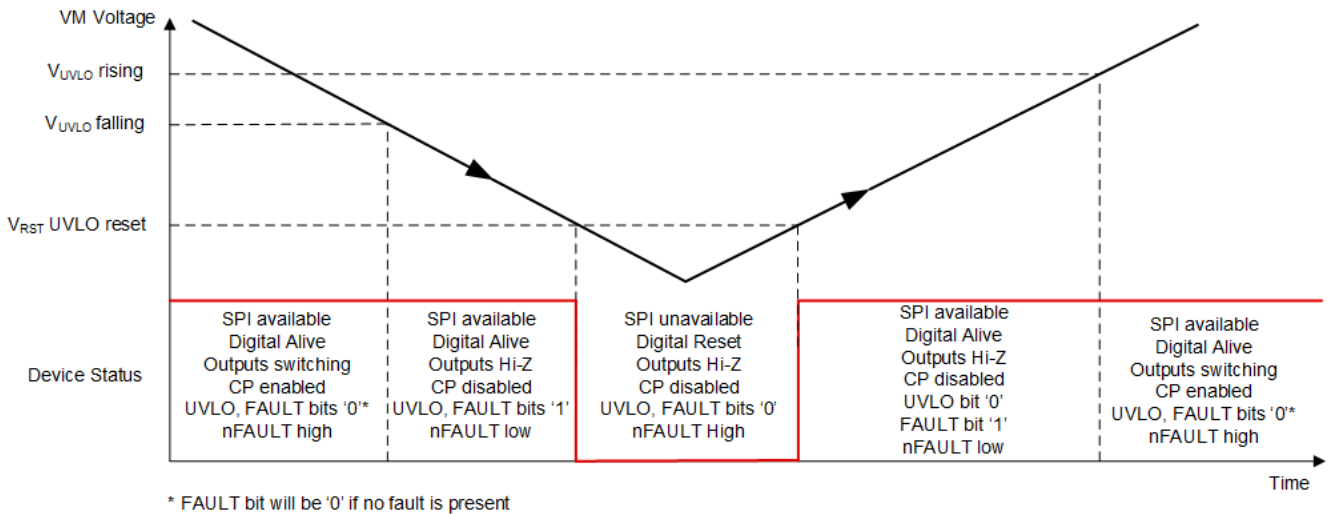 VM Voltage
VUVLO rising
VUVLO falling
VRST UVLO reset
Device Status
SPI available
Digital Alive
Outputs switching
CP enabled
UVLO, FAULT bits ‘0’*
nFAULT high
SPI available
Digital Alive
Outputs Hi-Z
CP disabled
UVLO, FAULT bits ‘1’
nFAULT low
SPI unavailable
Digital Reset
Outputs Hi-Z
CP disabled
UVLO, FAULT bits ‘0’
nFAULT High
SPI available
Digital Alive
Outputs Hi-Z
CP disabled
UVLO bit ‘0’
FAULT bit ‘1’
nFAULT low
SPI available
Digital Alive
Outputs switching
CP enabled
UVLO, FAULT bits ‘0’*
nFAULT high
Time
* FAULT bit will be ‘0’ if no fault is present